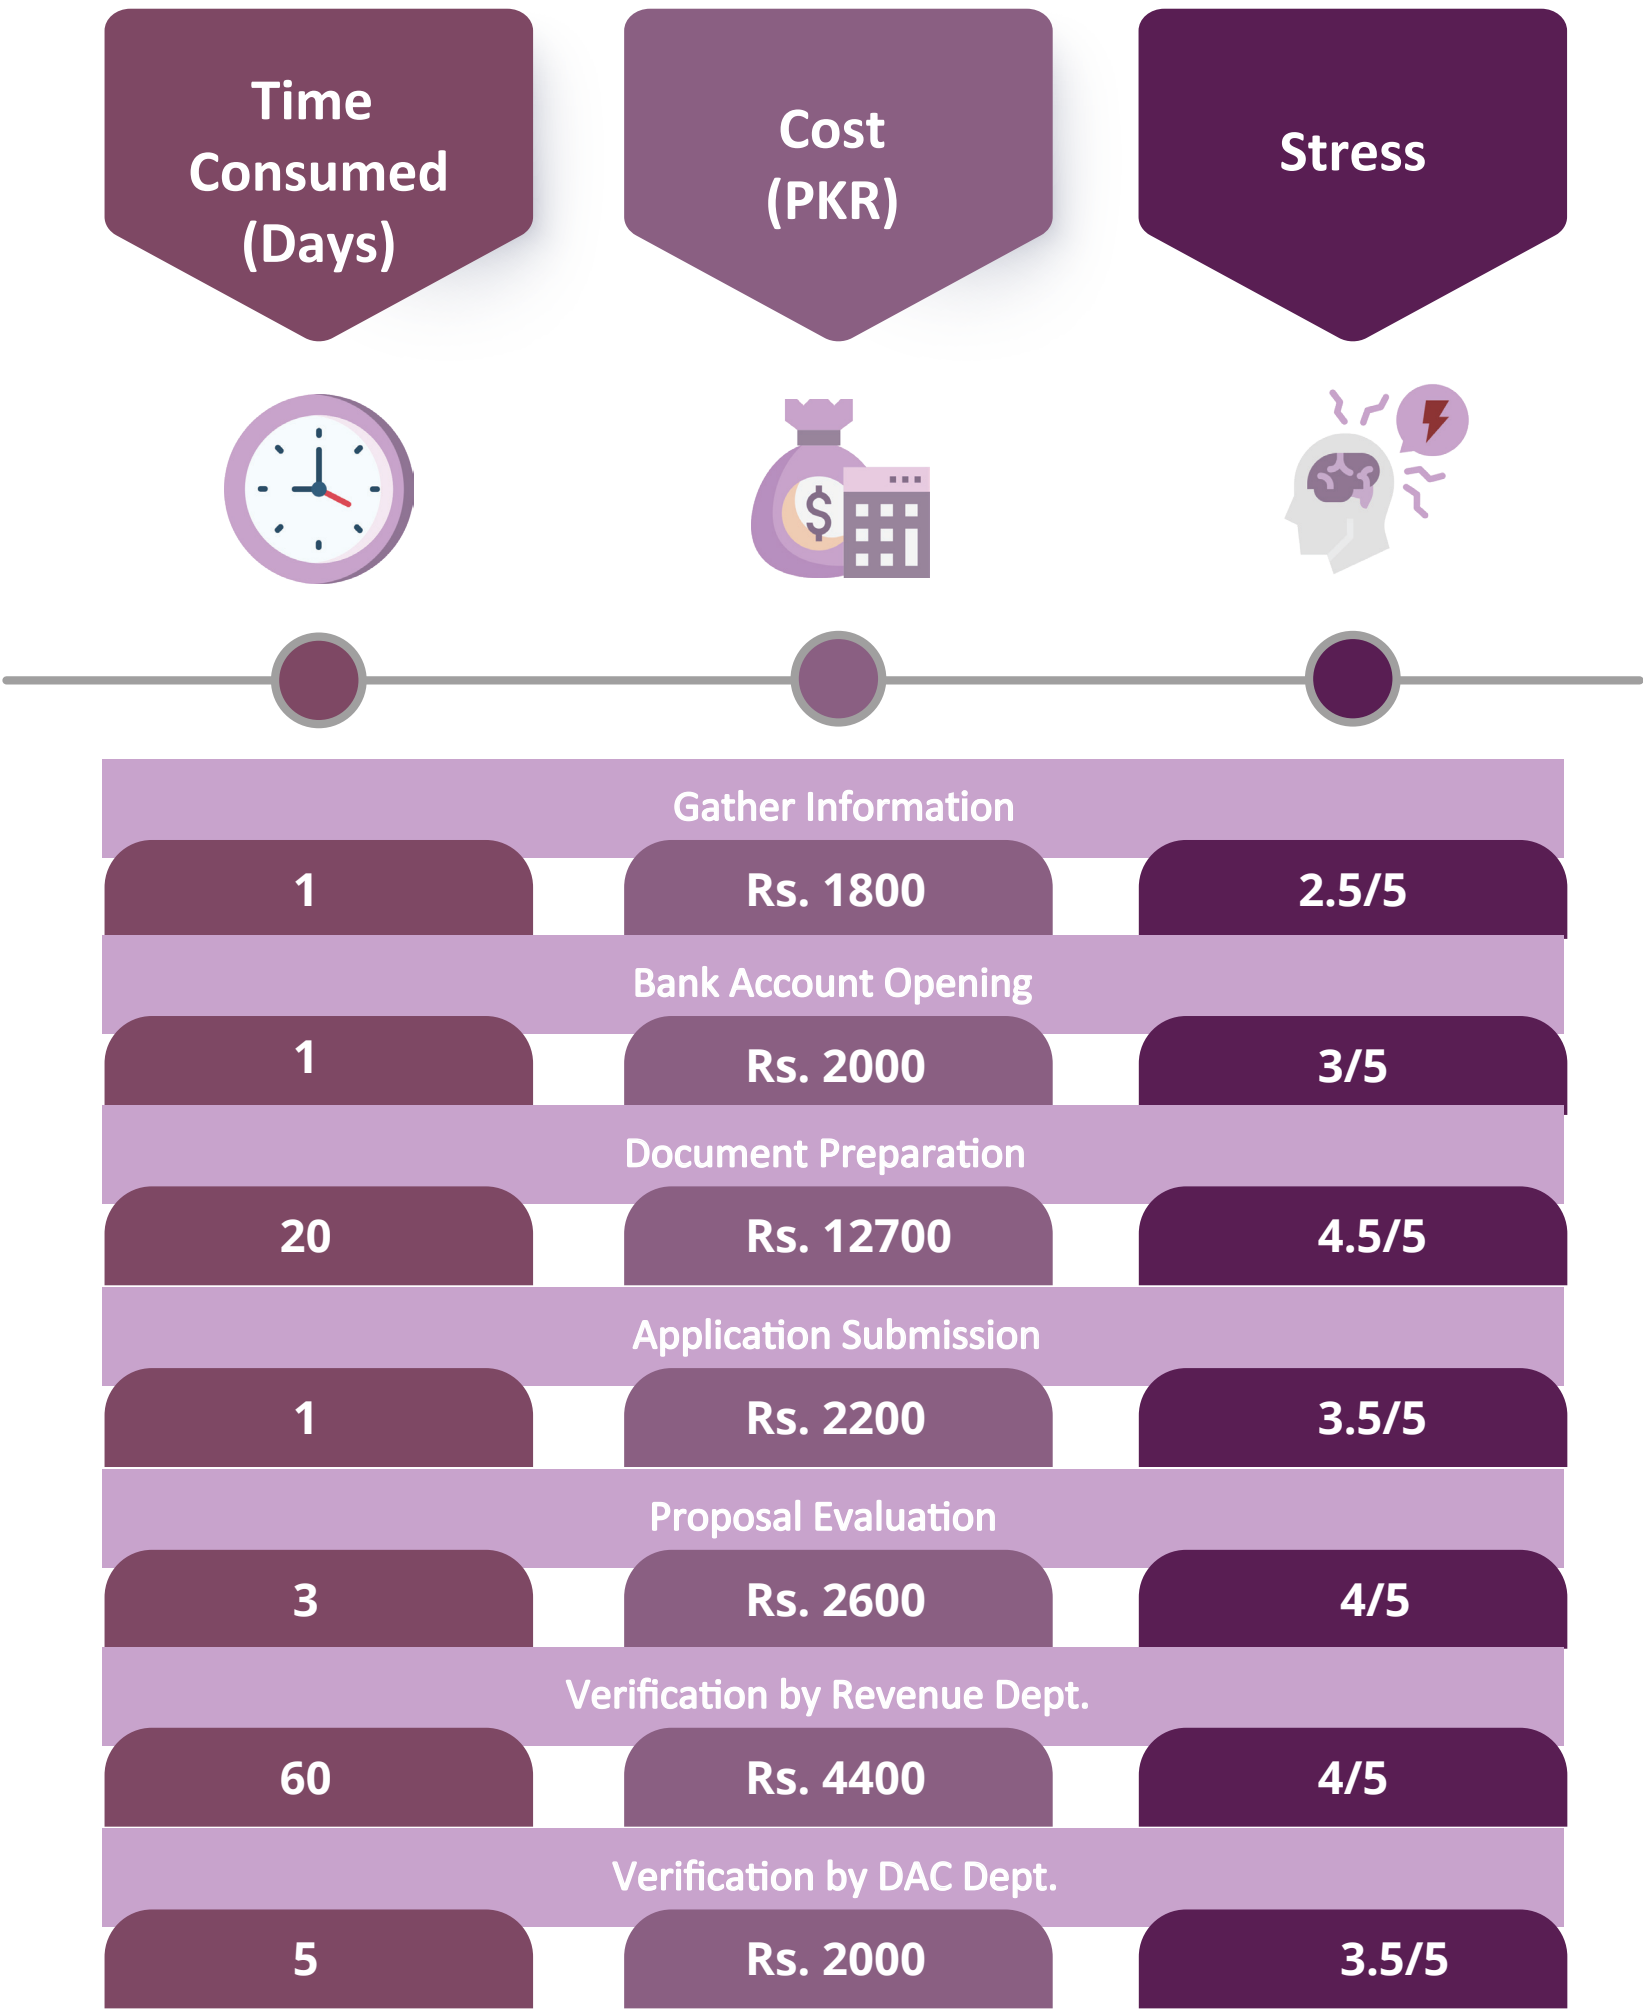 Time
Consumed
(Days)
Cost
(PKR)
Stress
$
Gather Information
1
Rs. 1800
2.5/5
Bank Account Opening
1
Rs. 2000
3/5
Document Preparation
20
Rs. 12700
4.5/5
Application Submission
1
Rs. 2200
3.5/5
Proposal Evaluation
3
Rs. 2600
4/5
Verification by Revenue Dept.
60
Rs. 4400
4/5
Verification by DAC Dept.
5
Rs. 2000
3.5/5